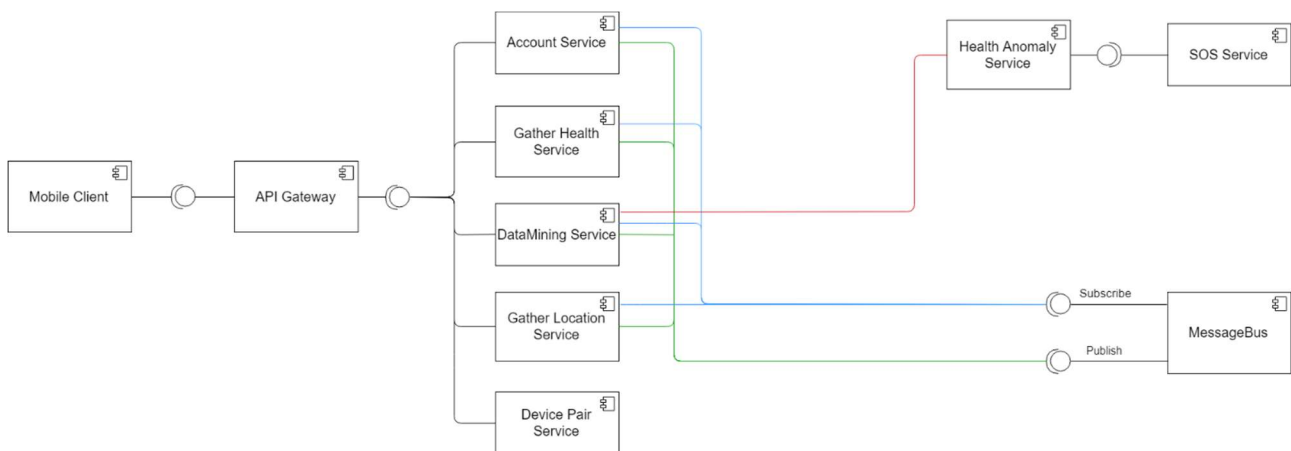 Account Service
Health Anomaly
Service
SOS Service
Gather Health
Service
Mobile Client
API Gateway
DataMining Service
Subscribe
Gather Location
Service
MessageBus
Publish
Device Pair
Service